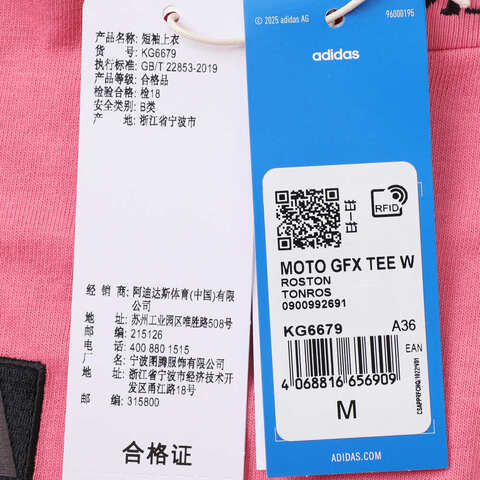 产品名称: 短袖上衣
货 号: KG6679
执行标准: GB/T 22853-2019
产品等级: 合格品
检验合格: 检18
安全类别: B类
产 地: 浙江省宁波市
经 销 商: 阿迪达斯体育(中国)有限
公司
地 址: 苏州工业园区唯胜路508号
邮 编: 215126
电 话: 400 880 1515
厂 名: 宁波图腾服饰有限公司
地 址: 浙江省宁波市经济技术开
发区甬江路18号
邮 编: 315800
合格证
© 2025 adidas AG
96000195
adidas
RFID
MOTO GFX TEE W
ROSTON
TONROS
0900992691
KG6679 A36
EAN
4 068816 656909
M
ADIDAS.COM